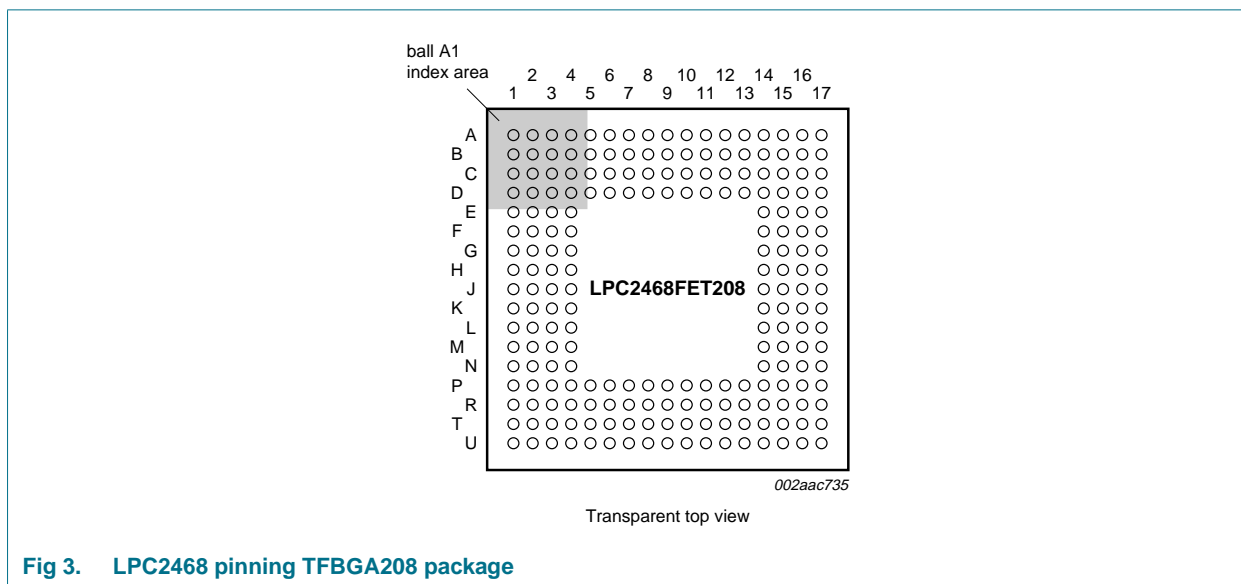 ball A1
index area
2 4 6 8 10 12 14 16
1 3 5 7 9 11 13 15 17
A
B
C
D
E
F
G
H
J
LPC2468FET208
K
L
M
N
P
R
T
U
002aac735
Transparent top view
Fig 3. LPC2468 pinning TFBGA208 package